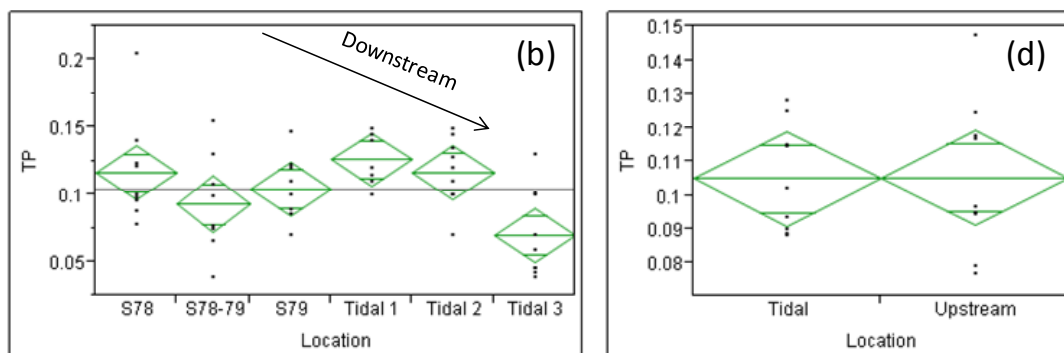 (b)
Downstream
TP
0.2
0.15
0.1
0.05
S78 S78-79 S79 Tidal 1 Tidal 2 Tidal 3
Location
(d)
TP
0.15
0.14
0.13
0.12
0.11
0.1
0.09
0.08
Tidal Upstream
Location